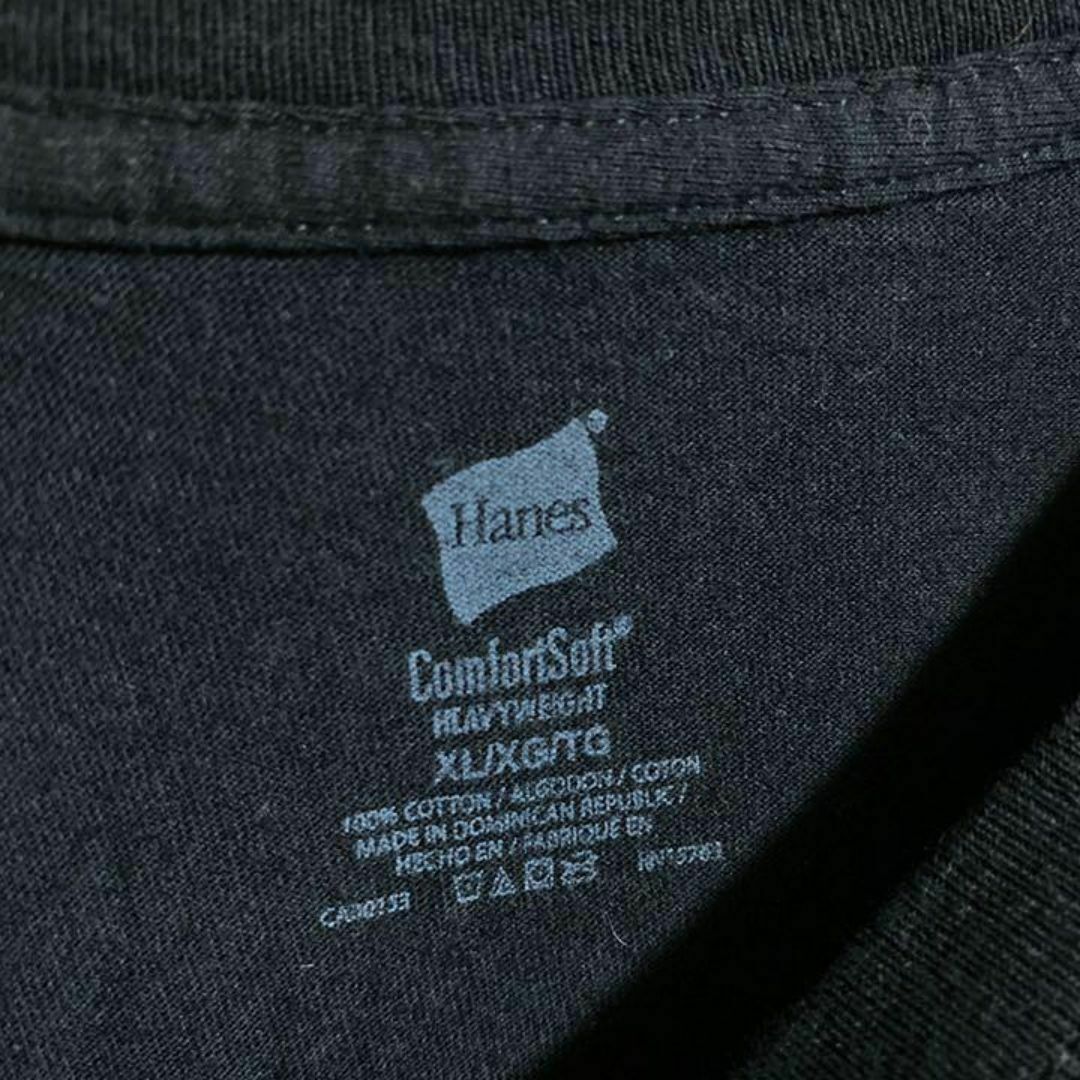 Hanes
ComfortSoft®
HEAVYWEIGHT
XL/XG/TG
100% COTTON / ALGODON / COTON
MADE IN DOMINICAN REPUBLIC /
HECHO EN / FABRIQUE EN